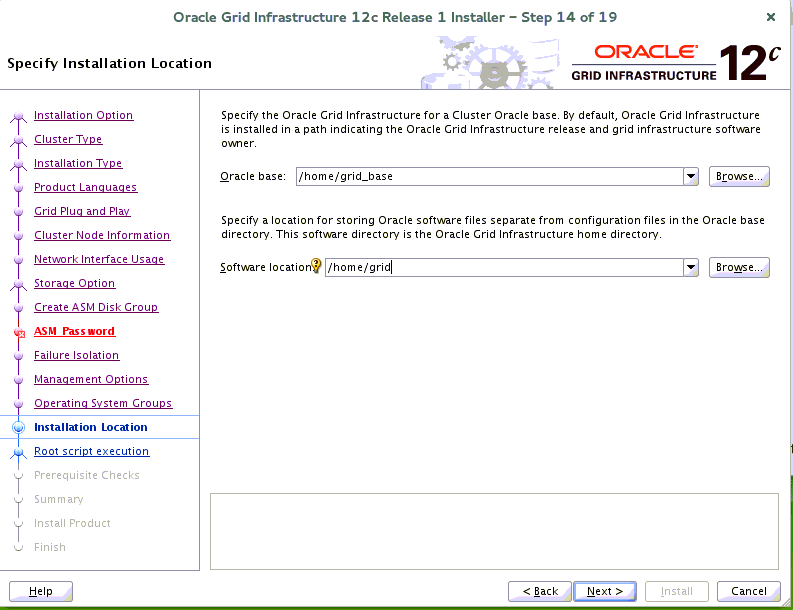 Oracle Grid Infrastructure 12c Release 1 Installer – Step 14 of 19
Specify Installation Location
ORACLE
GRID INFRASTRUCTURE
12c
Installation Option
Cluster Type
Installation Type
Product Languages
Grid Plug and Play
Cluster Node Information
Network Interface Usage
Storage Option
Create ASM Disk Group
ASM Password
Failure Isolation
Management Options
Operating System Groups
Installation Location
Root script execution
Prerequisite Checks
Summary
Install Product
Finish
Specify the Oracle Grid Infrastructure for a Cluster Oracle base. By default, Oracle Grid Infrastructure
is installed in a path indicating the Oracle Grid Infrastructure release and grid infrastructure software
owner.
Oracle base: /home/grid_base Browse...
Specify a location for storing Oracle software files separate from configuration files in the Oracle base
directory. This software directory is the Oracle Grid Infrastructure home directory.
Software location: /home/grid Browse...
Help < Back Next > Install Cancel